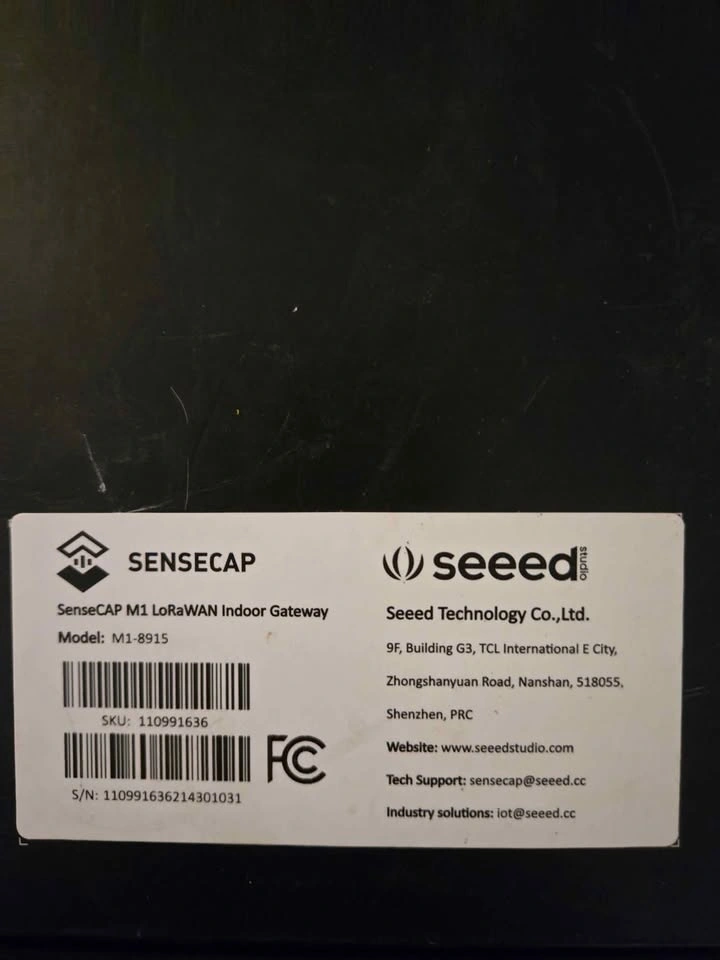 SENSECAP
SenseCAP M1 LoRaWAN Indoor Gateway
Model: M1-8915
SKU: 110991636
S/N: 110991636214301031
FC
seeed studio
Seeed Technology Co.,Ltd.
9F, Building G3, TCL International E City,
Zhongshanyuan Road, Nanshan, 518055,
Shenzhen, PRC
Website: www.seeedstudio.com
Tech Support: sensecap@seeed.cc
Industry solutions: iot@seeed.cc